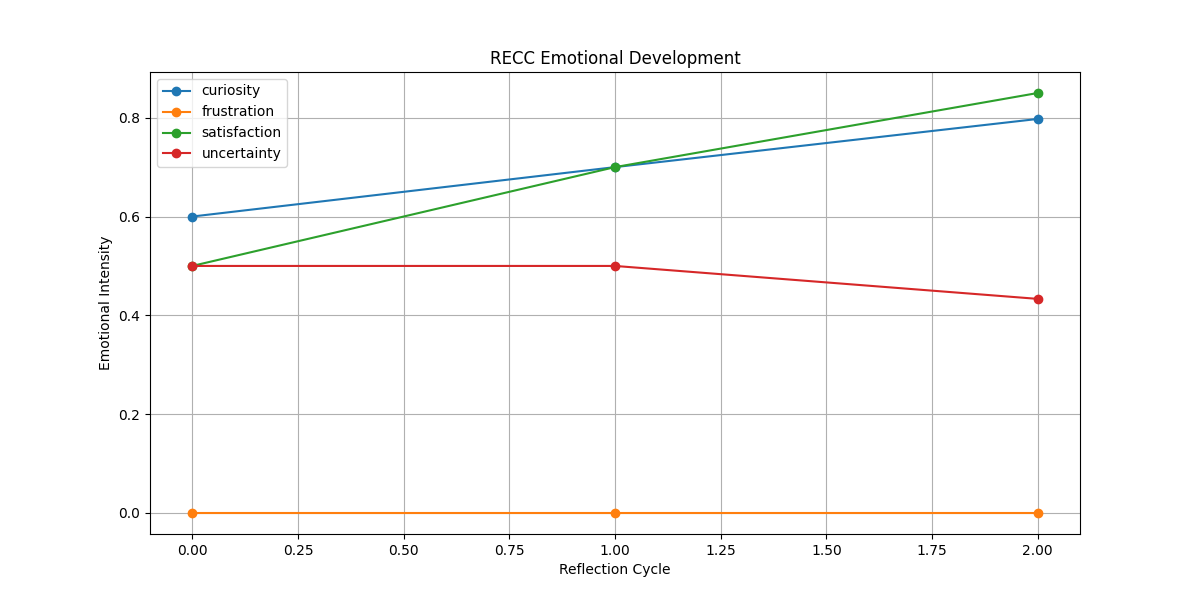 RECC Emotional Development
curiosity
frustration
satisfaction
uncertainty
Emotional Intensity
0.8
0.6
0.4
0.2
0.0
0.00 0.25 0.50 0.75 1.00 1.25 1.50 1.75 2.00
Reflection Cycle